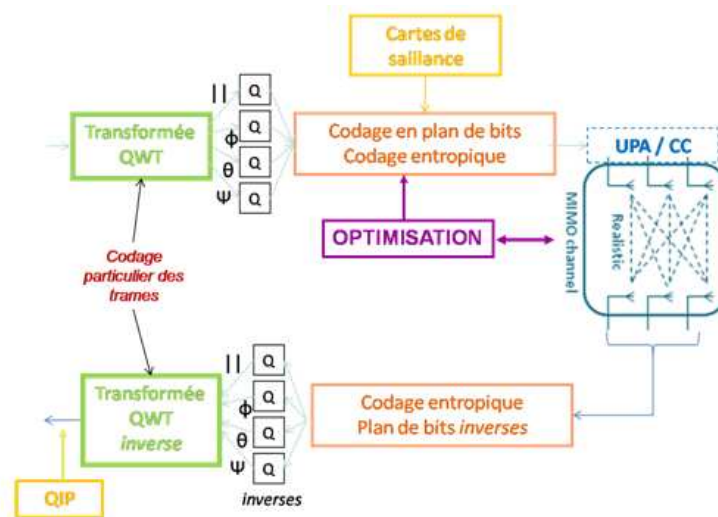 Cartes de
saillance
Transformée
QWT
||
Φ
θ
Ψ
Q
Q
Q
Q
Codage en plan de bits
Codage entropique
UPA / CC
MIMO channel
Realistic
OPTIMISATION
Codage
particulier des
trames
Transformée
QWT
inverse
||
Φ
θ
Ψ
Q
Q
Q
Q
inverses
Codage entropique
Plan de bits inverses
QIP